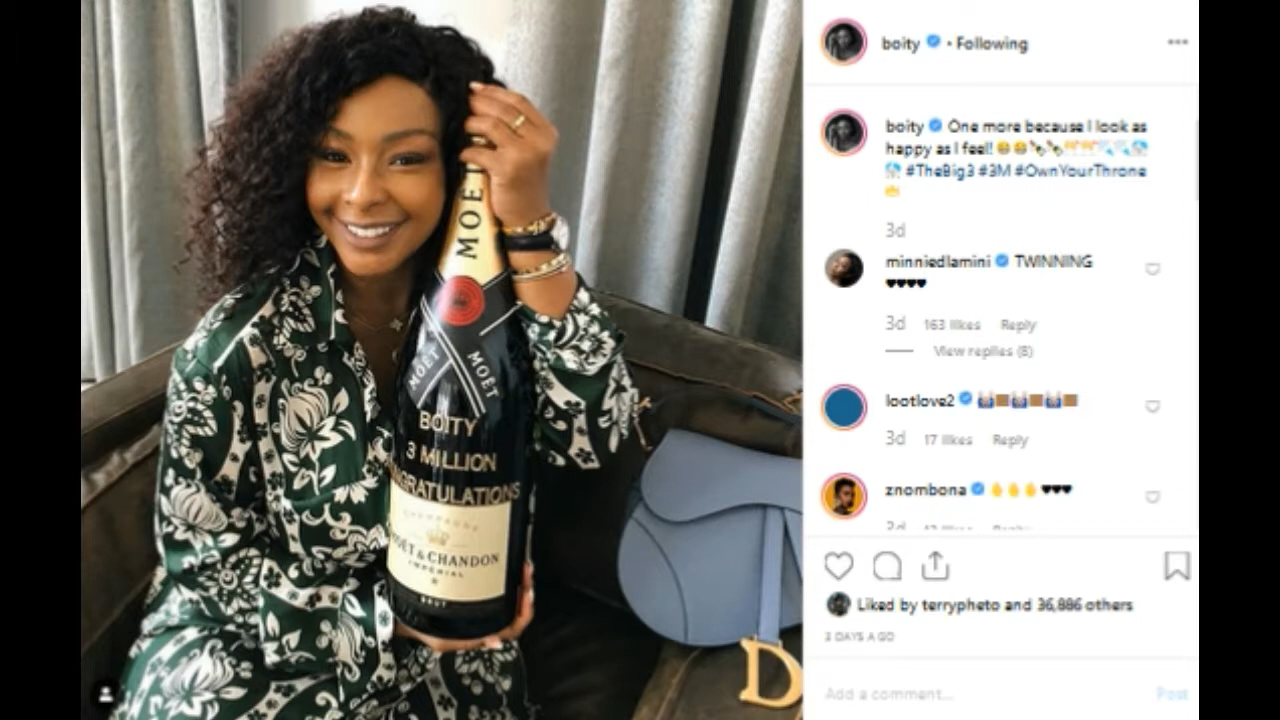 MOËT
MOËT
MOËT
BOITY
3 MILLION
NGRATULATIONS
CHAMPAGNE
MOËT & CHANDON
IMPÉRIAL
BRUT
D
boity • Following
boity One more because I look as
happy as I feel!
#TheBig3 #3M #OwnYourThrone
3d
minniedlamini TWINNING
♥♥♥♥
3d 163 likes Reply
View replies (8)
lootlove2
3d 17 likes Reply
znombona ♥♥♥
Liked by terrypheto and 36,886 others
3 DAYS AGO
Add a comment... Post